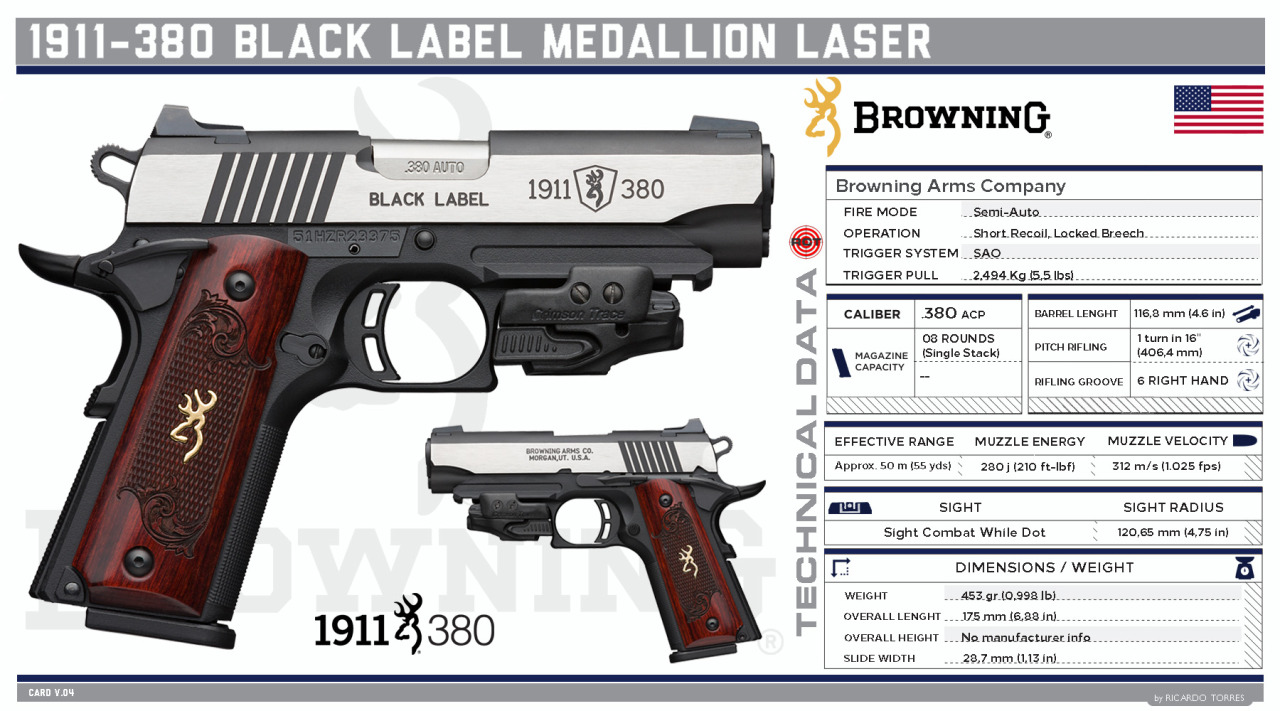 1911-380 BLACK LABEL MEDALLION LASER
BROWNING®
.380 AUTO
BLACK LABEL
1911 380
51HZR29975
Crimson Trace
BROWNING ARMS CO.
MORGAN, UT. U.S.A.
1911 380
BROWNING ®
TECHNICAL DATA
RDT
Browning Arms Company
FIRE MODE Semi-Auto
OPERATION Short Recoil, Locked Breech
TRIGGER SYSTEM SAO
TRIGGER PULL 2,494 Kg (5,5 lbs)
CALIBER .380 ACP
MAGAZINE CAPACITY 08 ROUNDS
(Single Stack)
--
BARREL LENGHT 116,8 mm (4.6 in)
PITCH RIFLING 1 turn in 16"
(406,4 mm)
RIFLING GROOVE 6 RIGHT HAND
EFFECTIVE RANGE MUZZLE ENERGY MUZZLE VELOCITY
Approx. 50 m (55 yds) 280 j (210 ft-lbf) 312 m/s (1.025 fps)
SIGHT SIGHT RADIUS
Sight Combat While Dot 120,65 mm (4,75 in)
DIMENSIONS / WEIGHT
WEIGHT 453 gr (0,998 lb)
OVERALL LENGHT 175 mm (6,88 in)
OVERALL HEIGHT No manufacturer info
SLIDE WIDTH 28,7 mm (1,13 in)
CARD V.04
by RICARDO TORRES